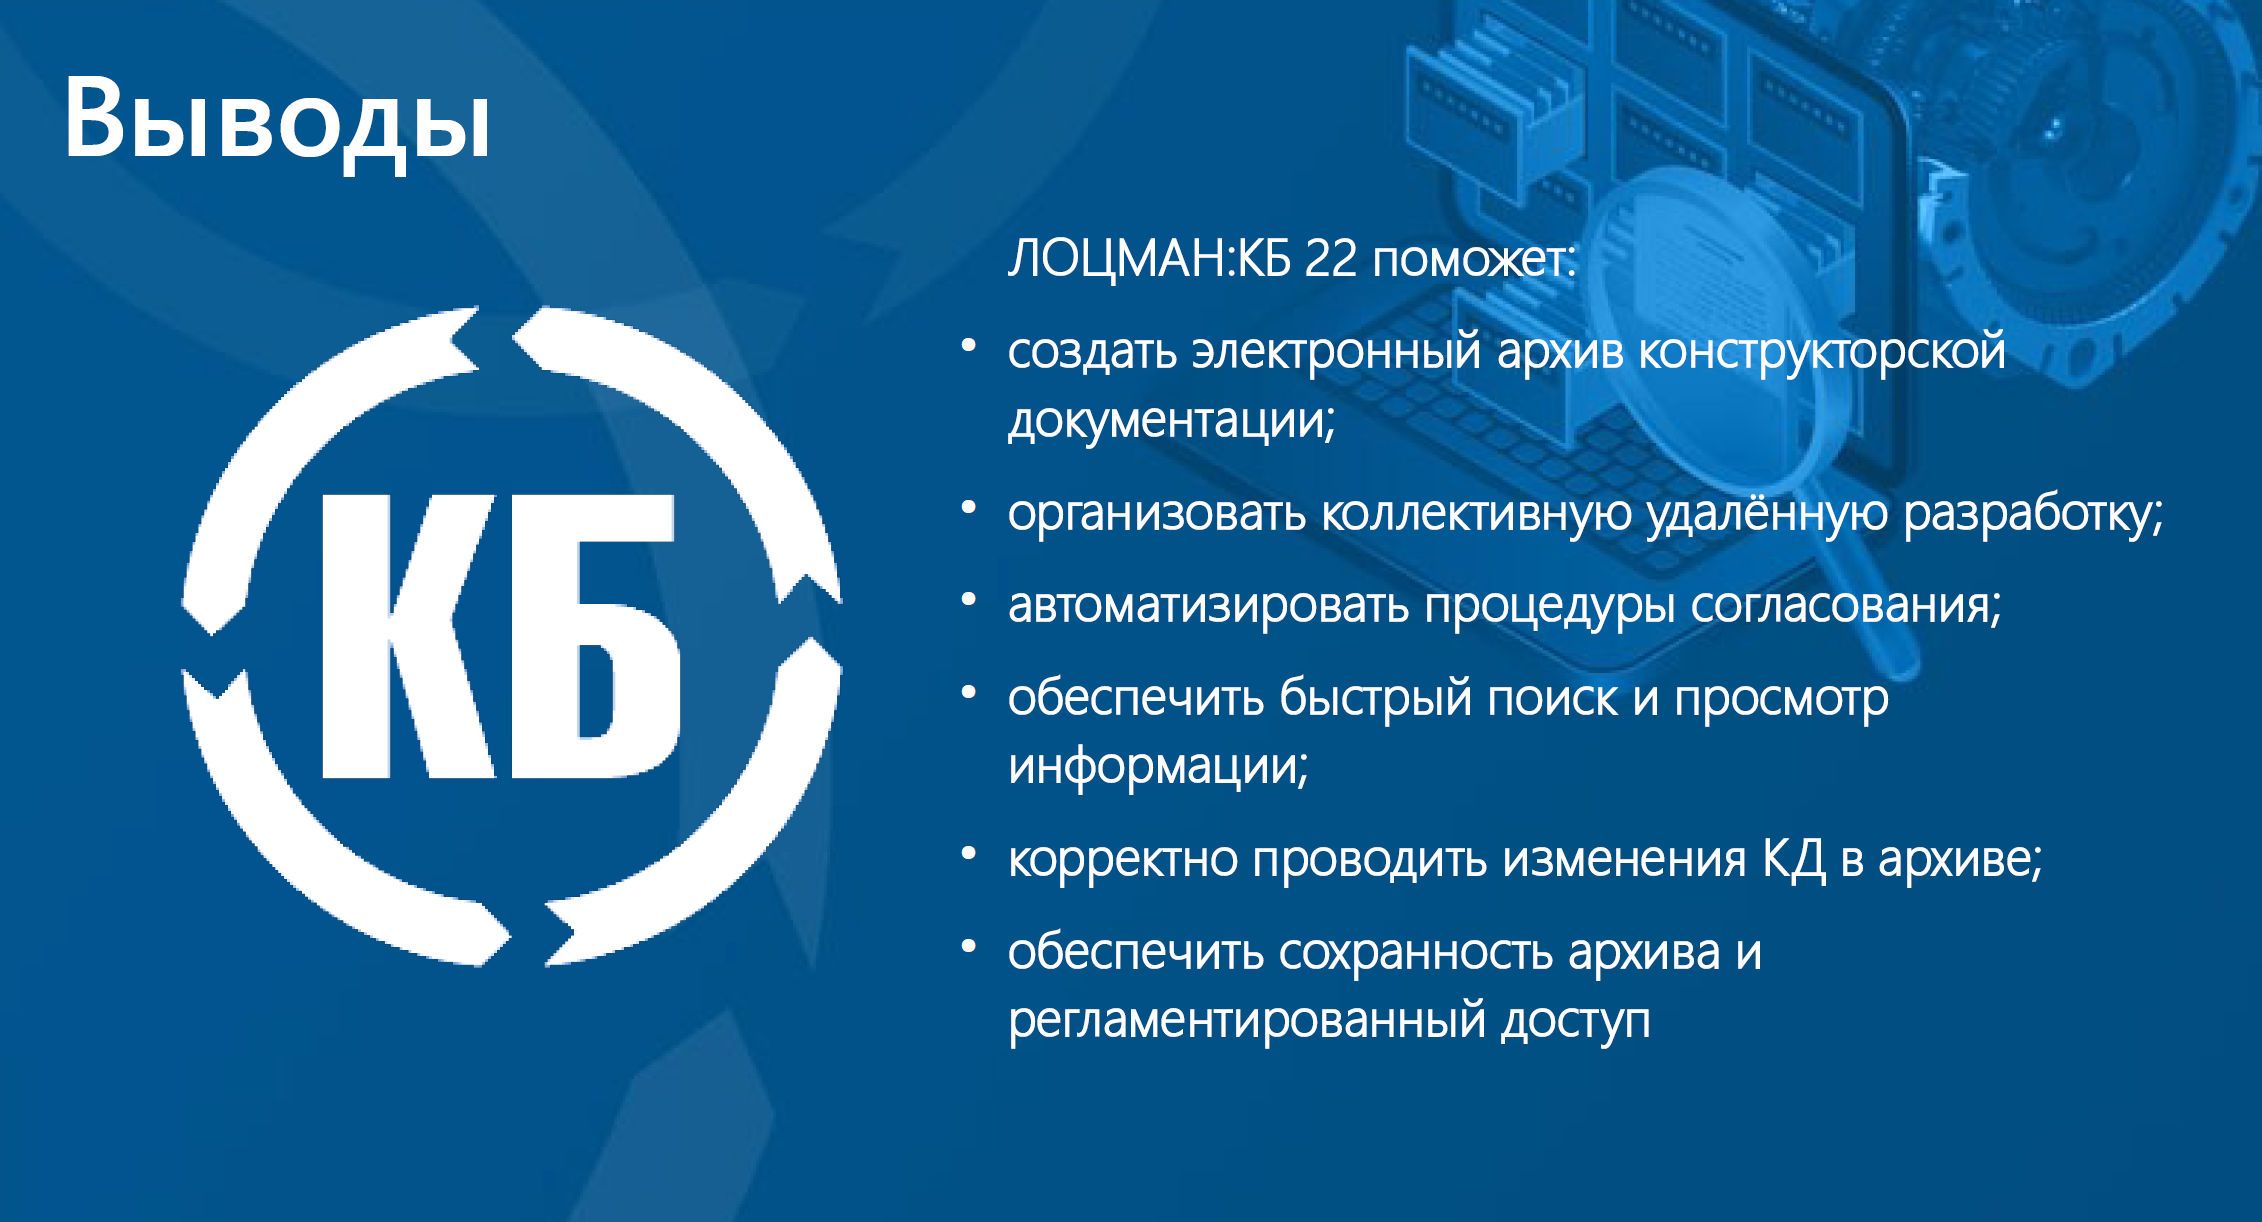 Выводы
КБ
ЛОЦМАН:КБ 22 поможет:
• создать электронный архив конструкторской
документации;
• организовать коллективную удалённую разработку;
• автоматизировать процедуры согласования;
• обеспечить быстрый поиск и просмотр
информации;
• корректно проводить изменения КД в архиве;
• обеспечить сохранность архива и
регламентированный доступ